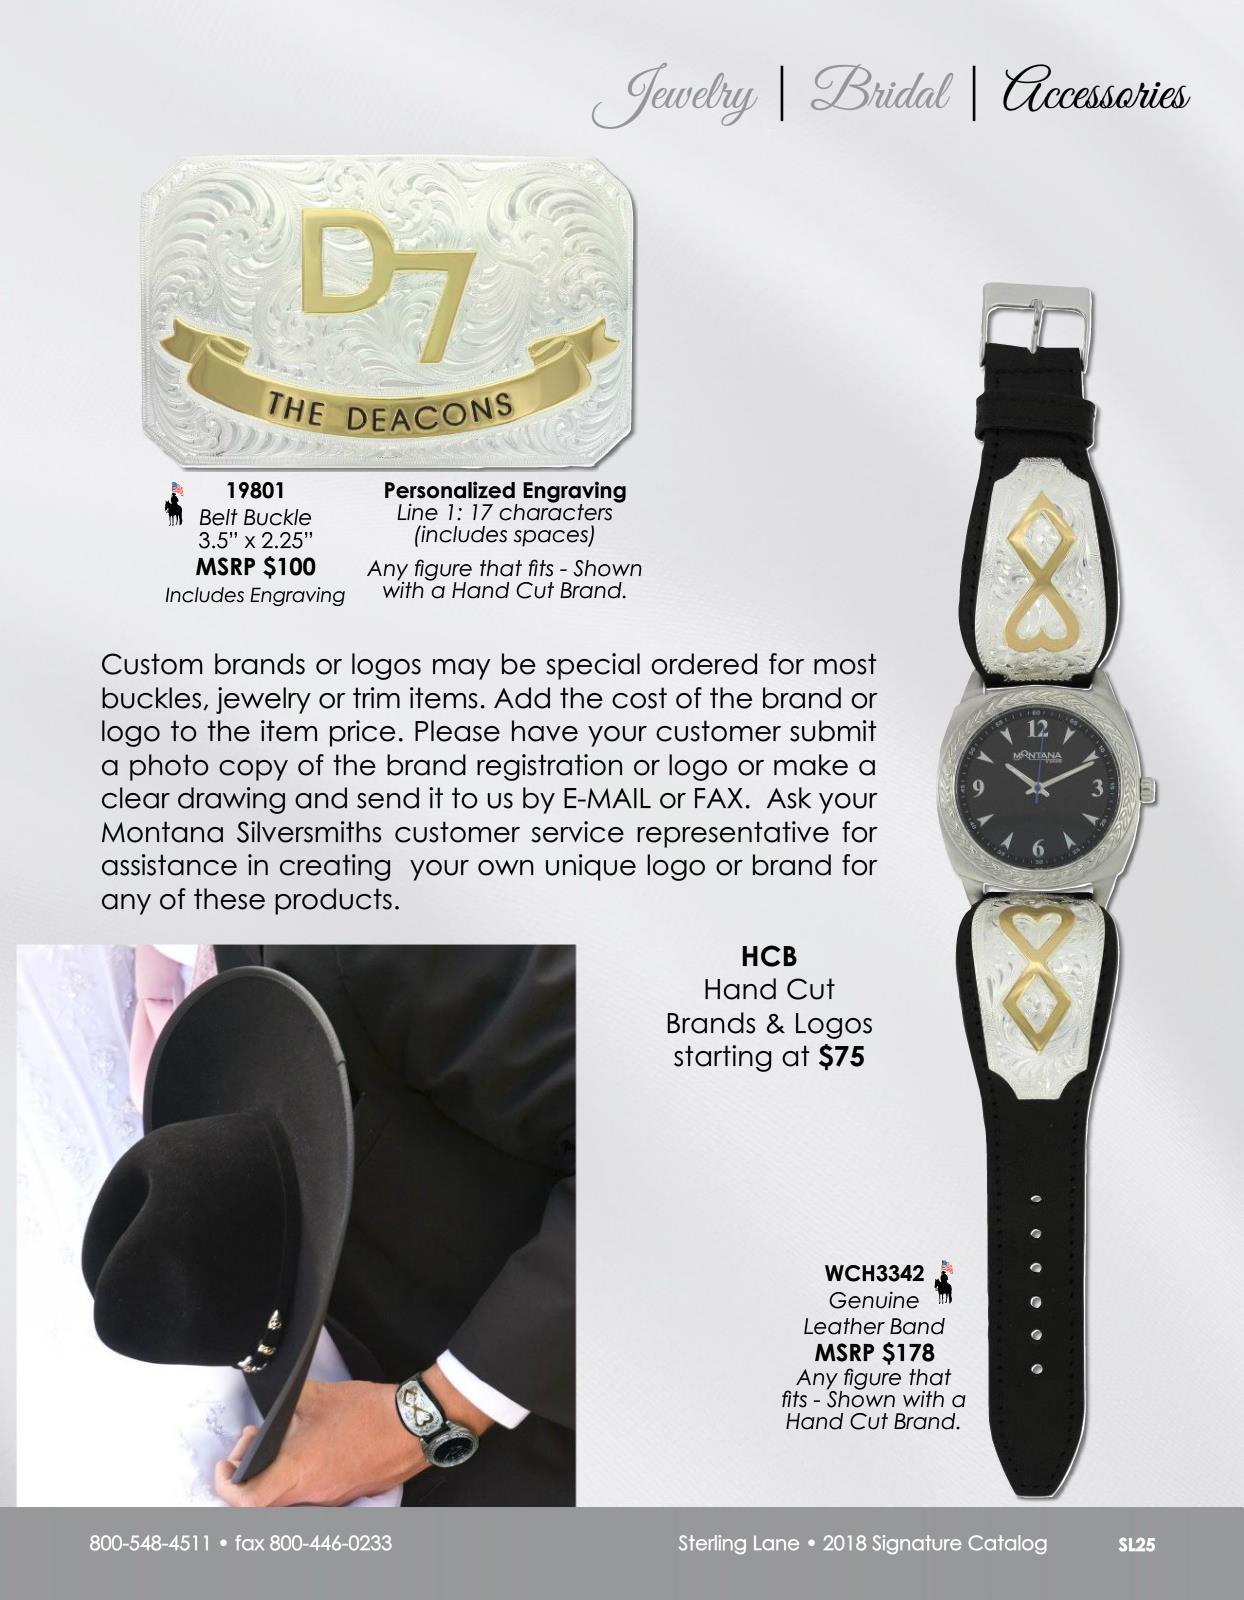 Jewelry | Bridal | Accessories
D7
THE DEACONS
19801
Belt Buckle
3.5” x 2.25”
MSRP $100
Includes Engraving
Personalized Engraving
Line 1: 17 characters
(includes spaces)
Any figure that fits - Shown
with a Hand Cut Brand.
Custom brands or logos may be special ordered for most
buckles, jewelry or trim items. Add the cost of the brand or
logo to the item price. Please have your customer submit
a photo copy of the brand registration or logo or make a
clear drawing and send it to us by E-MAIL or FAX.  Ask your
Montana Silversmiths customer service representative for
assistance in creating  your own unique logo or brand for
any of these products.
12
MONTANA
9
3
6
HCB
Hand Cut
Brands & Logos
starting at $75
WCH3342
Genuine
Leather Band
MSRP $178
Any figure that
fits - Shown with a
Hand Cut Brand.
800-548-4511 • fax 800-446-0233
Sterling Lane • 2018 Signature Catalog
SL25